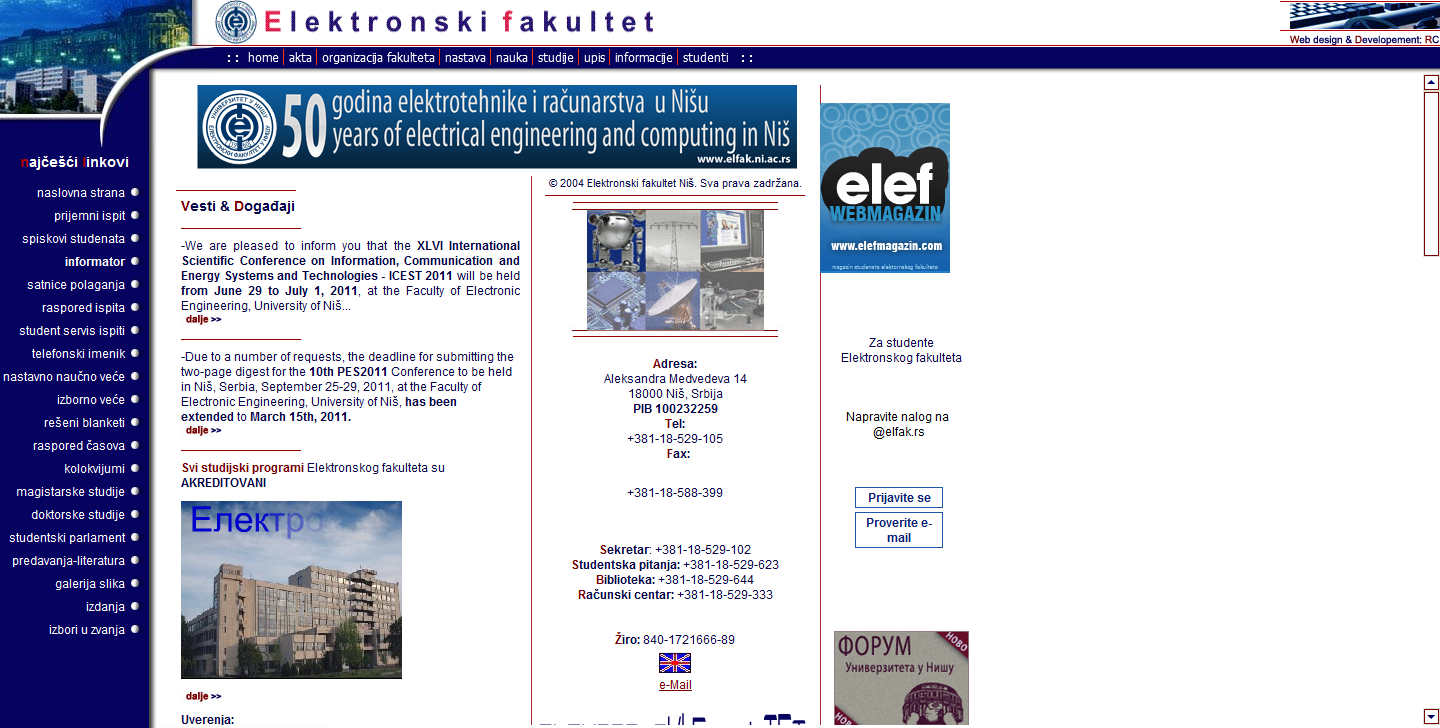 Elektronski fakultet
Web design & Developement: RC
:: home akta organizacija fakulteta nastava nauka studije upis informacije studenti ::
najčešći linkovi
naslovna strana
prijemni ispit
spiskovi studenata
informator
satnice polaganja
raspored ispita
student servis ispiti
telefonski imenik
nastavno naučno veće
izborno veće
rešeni blanketi
raspored časova
kolokvijumi
magistarske studije
doktorske studije
studentski parlament
predavanja-literatura
galerija slika
izdanja
izbori u zvanja
50 godina elektrotehnike i računarstva u Nišu
years of electrical engineering and computing in Niš
www.elfak.ni.ac.rs
Vesti & Događaji
-We are pleased to inform you that the XLVI International
Scientific Conference on Information, Communication and
Energy Systems and Technologies - ICEST 2011 will be held
from June 29 to July 1, 2011, at the Faculty of Electronic
Engineering, University of Niš...
dalje >>
-Due to a number of requests, the deadline for submitting the
two-page digest for the 10th PES2011 Conference to be held
in Niš, Serbia, September 25-29, 2011, at the Faculty of
Electronic Engineering, University of Niš, has been
extended to March 15th, 2011.
dalje >>
Svi studijski programi Elektronskog fakulteta su
AKREDITOVANI
Електро
dalje >>
Uverenja:
© 2004 Elektronski fakultet Niš. Sva prava zadržana.
Adresa:
Aleksandra Medvedeva 14
18000 Niš, Srbija
PIB 100232259
Tel:
+381-18-529-105
Fax:
+381-18-588-399
Sekretar: +381-18-529-102
Studentska pitanja: +381-18-529-623
Biblioteka: +381-18-529-644
Računski centar: +381-18-529-333
Žiro: 840-1721666-89
e-Mail
elef
WEBMAGAZIN
www.elefmagazin.com
magazin studenata elektronskog fakulteta
Za studente
Elektronskog fakulteta
Napravite nalog na
@elfak.rs
Prijavite se
Proverite e-
mail
ФОРУМ
Универзитета у Нишу
НОВО
НОВО